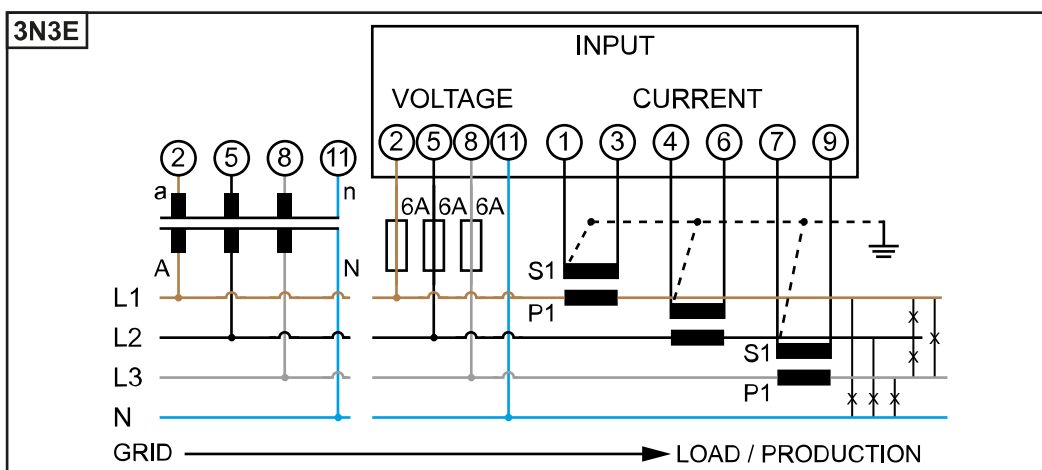 3N3E
INPUT
VOLTAGE CURRENT
2 5 8 11 1 3 4 6 7 9
2 5 8 11
a n
6A 6A 6A
A N
S1
L1
P1
L2
S1
L3
P1
N
GRID LOAD / PRODUCTION